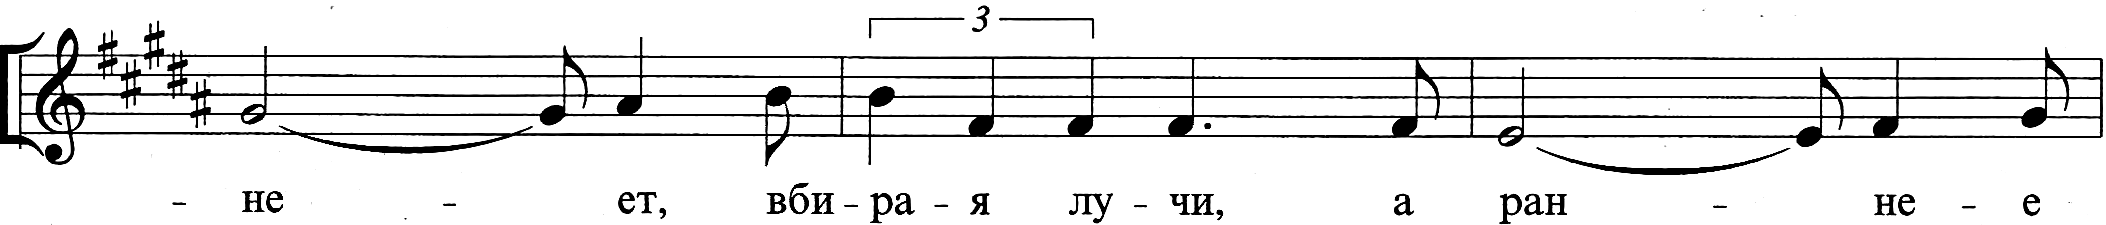 3
- не - ет, вби - ра - я лу - чи, а ран - не - е